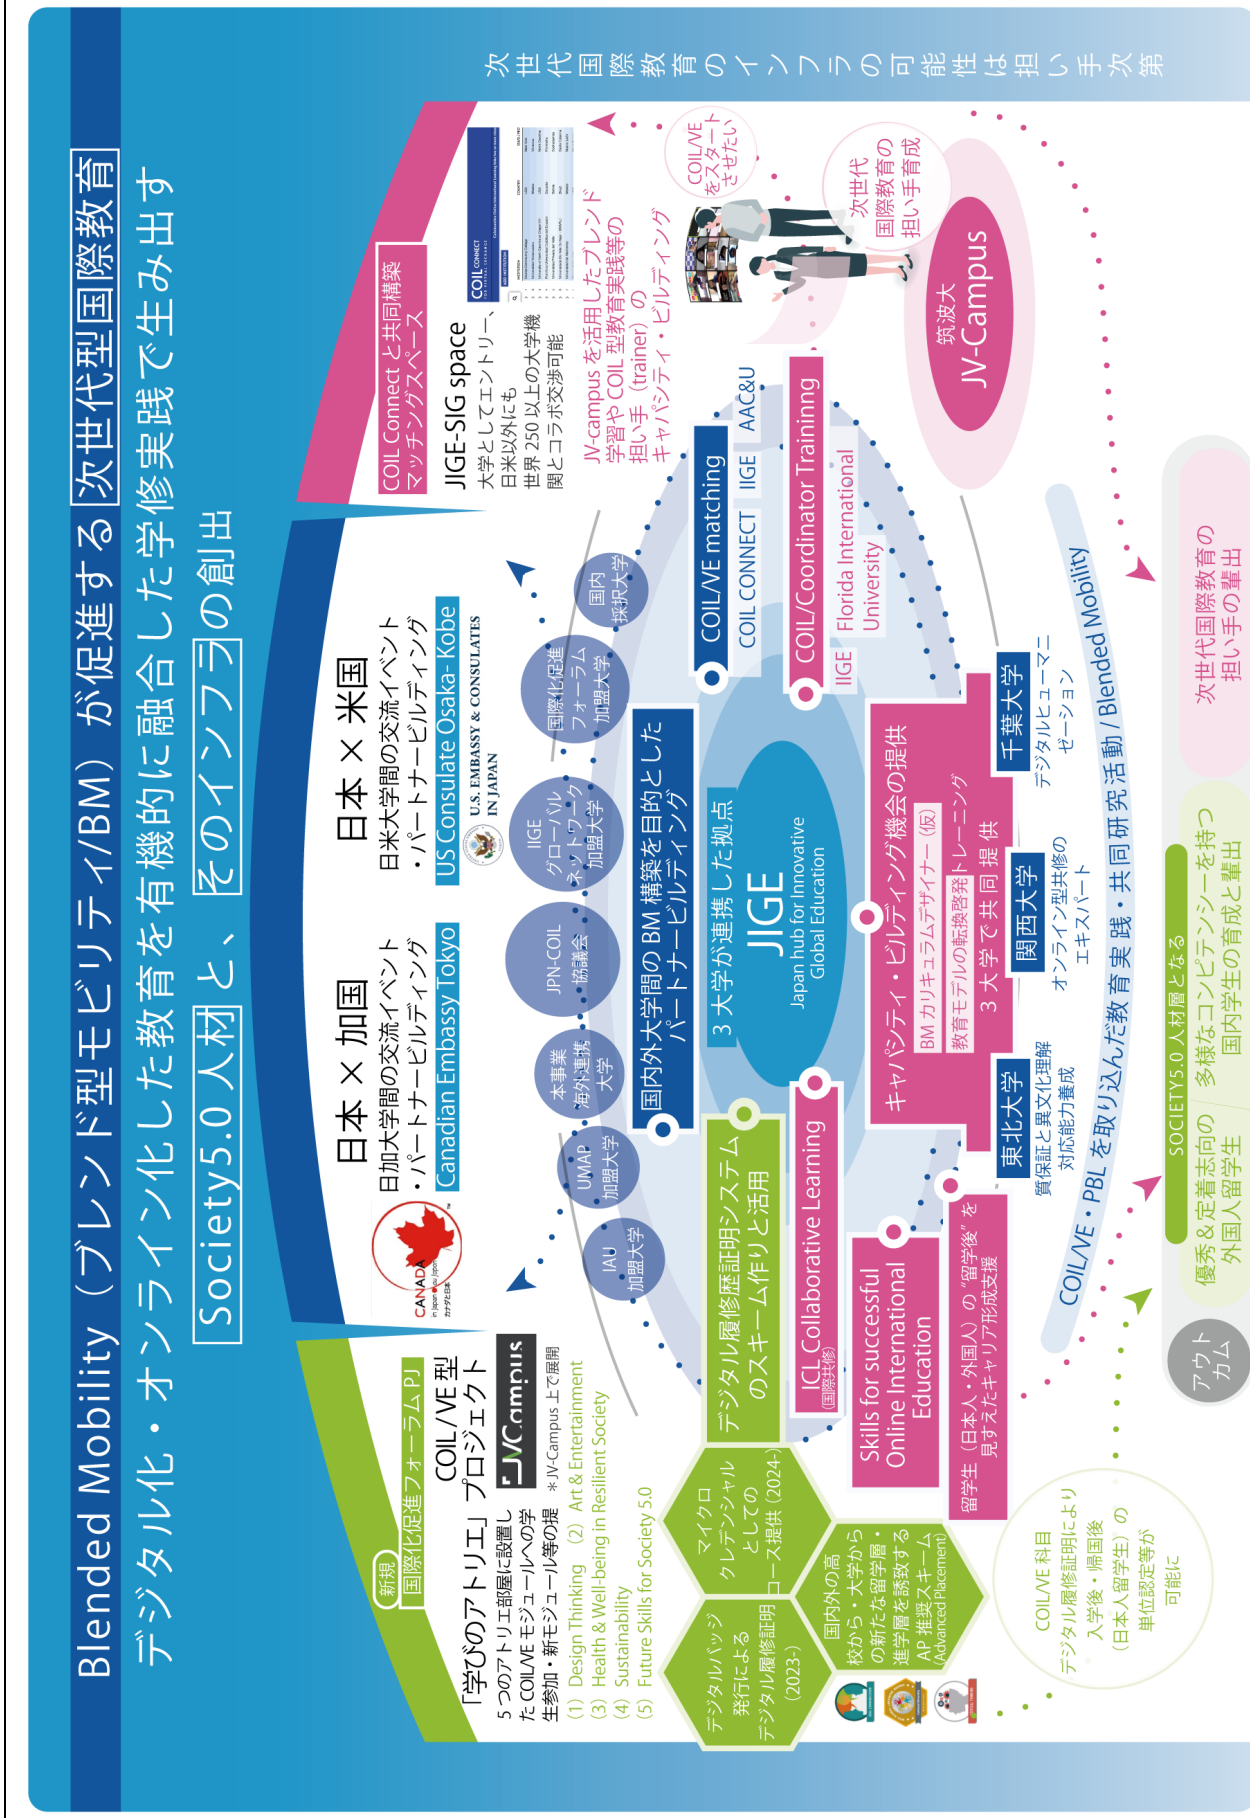 Blended Mobility（ブレンド型モビリティ/BM）が促進する 次世代型国際教育
デジタル化・オンライン化した教育を有機的に融合した学修実践で生み出す
Society5.0 人材 と、そのインフラ の創出
新規
国際化促進フォーラム PJ
COIL/VE 型
「学びのアトリエ」プロジェクト
5 つのアトリエ部屋に設置し
た COIL/VE モジュールへの学
生参加・新モジュール等の提
JVCampus
＊JV-Campus 上で展開
(1) Design Thinking (2) Art & Entertainment
(3) Health & Well-being in Resilient Society
(4) Sustainability
(5) Future Skills for Society 5.0
CANADA
in Japan au Japon
カナダと日本
日本 × 加国
日加大学間の交流イベント
・パートナービルディング
Canadian Embassy Tokyo
日本 × 米国
日米大学間の交流イベント
・パートナービルディング
US Consulate Osaka- Kobe
U.S. EMBASSY & CONSULATES
IN JAPAN
COIL Connect と共同構築
マッチングスペース
JIGE-SIG space
大学としてエントリー、
日米以外にも
世界 250 以上の大学機
関とコラボ交渉可能
COIL CONNECT
JV-campus を活用したブレンド
学習や COIL 型教育実践等の
担い手（trainer）の
キャパシティ・ビルディング
次世代国際教育のインフラの可能性は担い手次第
COIL/VE
をスタート
させたい
次世代
国際教育の
担い手育成
筑波大
JV-Campus
IAU
加盟大学
UMAP
加盟大学
本事業
海外連携
大学
JPN-COIL
協議会
IIGE
グローバル
ネットワーク
加盟大学
国際化促進
フォーラム
加盟大学
国内
採択大学
国内外大学間の BM 構築を目的とした
パートナービルディング
COIL/VE matching
COIL CONNECT IIGE AAC&U
COIL/Coordinator Traininng
IIGE Florida International
University
3 大学が連携した拠点
JIGE
Japan hub for Innovative
Global Education
デジタル履修歴証明システム
のスキーム作りと活用
マイクロ
クレデンシャル
としての
コース提供 (2024-)
デジタルバッジ
発行による
デジタル履修証明
(2023-)
国内外の高
校から・大学から
の新たな留学層・
進学層を誘致する
AP 推奨スキーム
(Advanced Placement)
ICL Collaborative Learning
(国際共修)
Skills for successful
Online International
Education
留学生（日本人・外国人）の “留学後” を
見すえたキャリア形成支援
キャパシティ・ビルディング機会の提供
BM カリキュラムデザイナー（仮）
教育モデルの転換啓発トレーニング
3 大学で共同提供
東北大学
質保証と異文化理解
対応能力養成
関西大学
オンライン型共修の
エキスパート
千葉大学
デジタルヒューマニ
ゼーション
COIL/VE・PBL を取り込んだ教育実践・共同研究活動 / Blended Mobility
COIL/VE 科目
デジタル履修証明により
入学後・帰国後
（日本人留学生）の
単位認定等が
可能に
アウト
カム
SOCIETY5.0 人材層となる
優秀＆定着志向の
外国人留学生
多様なコンピテンシーを持つ
国内学生の育成と輩出
次世代国際教育の
担い手の輩出